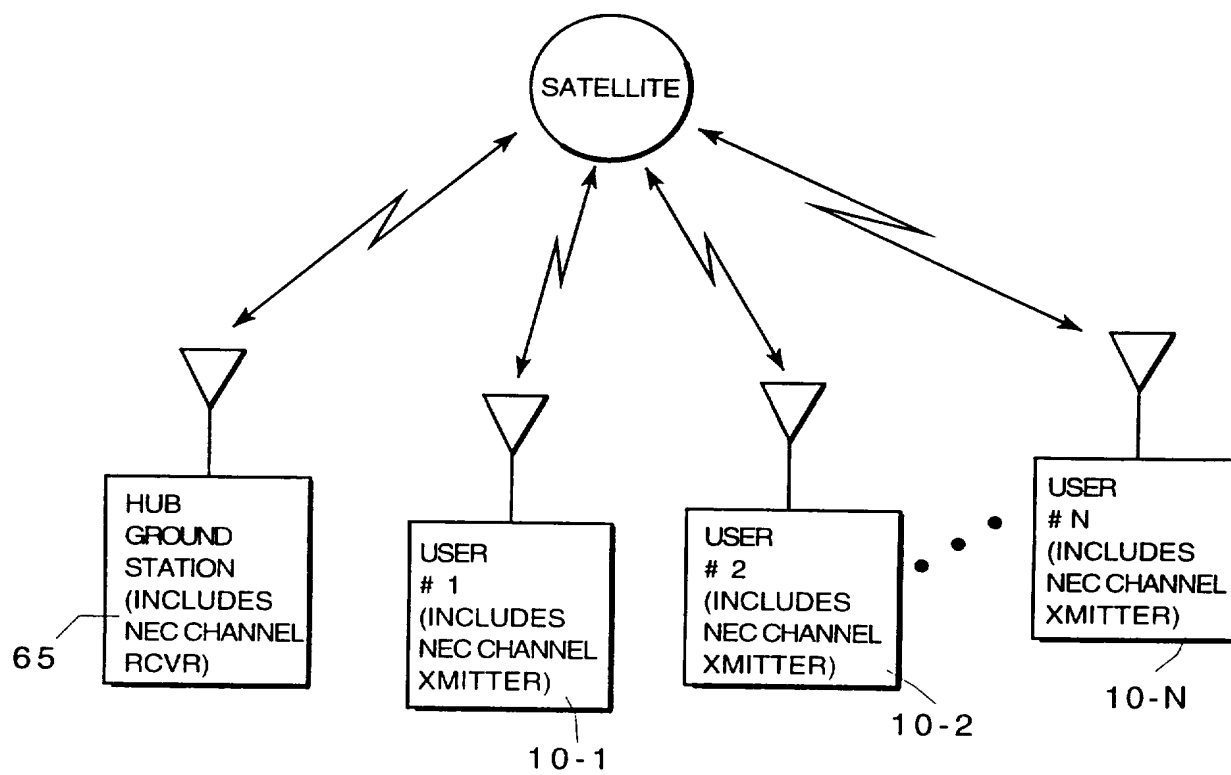 SATELLITE
HUB
GROUND
STATION
(INCLUDES
NEC CHANNEL
RCVR)
65
USER
# 1
(INCLUDES
NEC CHANNEL
XMITTER)
10-1
USER
# 2
(INCLUDES
NEC CHANNEL
XMITTER)
10-2
USER
# N
(INCLUDES
NEC CHANNEL
XMITTER)
10-N